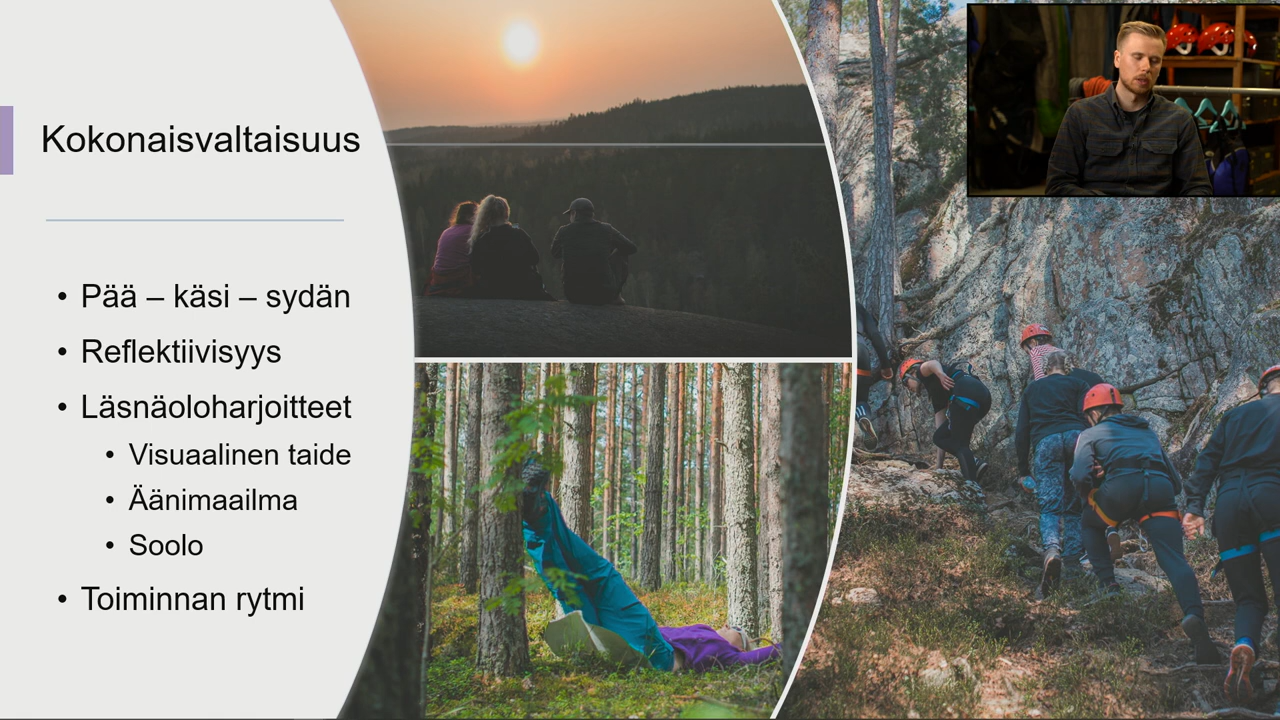 Kokonaisvaltaisuus
• Pää – käsi – sydän
• Reflektiivisyys
• Läsnäoloharjoitteet
• Visuaalinen taide
• Äänimaailma
• Soolo
• Toiminnan rytmi